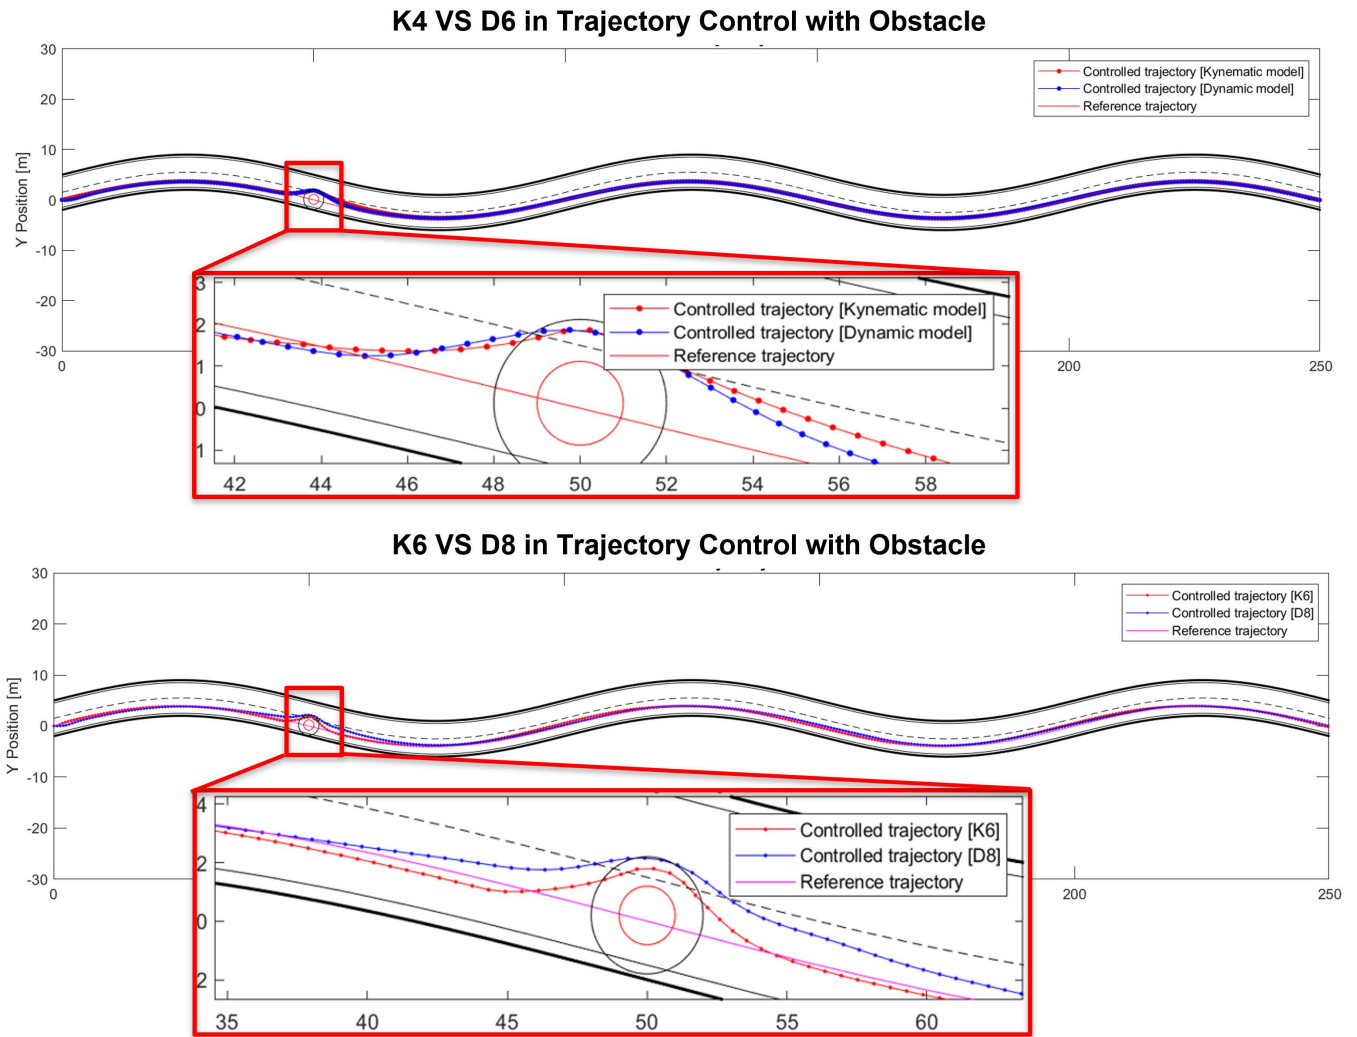 K4 VS D6 in Trajectory Control with Obstacle
30
20
10
0
-10
-20
-30
Y Position [m]
Controlled trajectory [Kynematic model]
Controlled trajectory [Dynamic model]
Reference trajectory
0
200
250
3
2
1
0
1
Controlled trajectory [Kynematic model]
Controlled trajectory [Dynamic model]
Reference trajectory
42 44 46 48 50 52 54 56 58
K6 VS D8 in Trajectory Control with Obstacle
30
20
10
0
-10
-20
-30
Y Position [m]
Controlled trajectory [K6]
Controlled trajectory [D8]
Reference trajectory
0
200
250
4
2
0
2
Controlled trajectory [K6]
Controlled trajectory [D8]
Reference trajectory
35 40 45 50 55 60